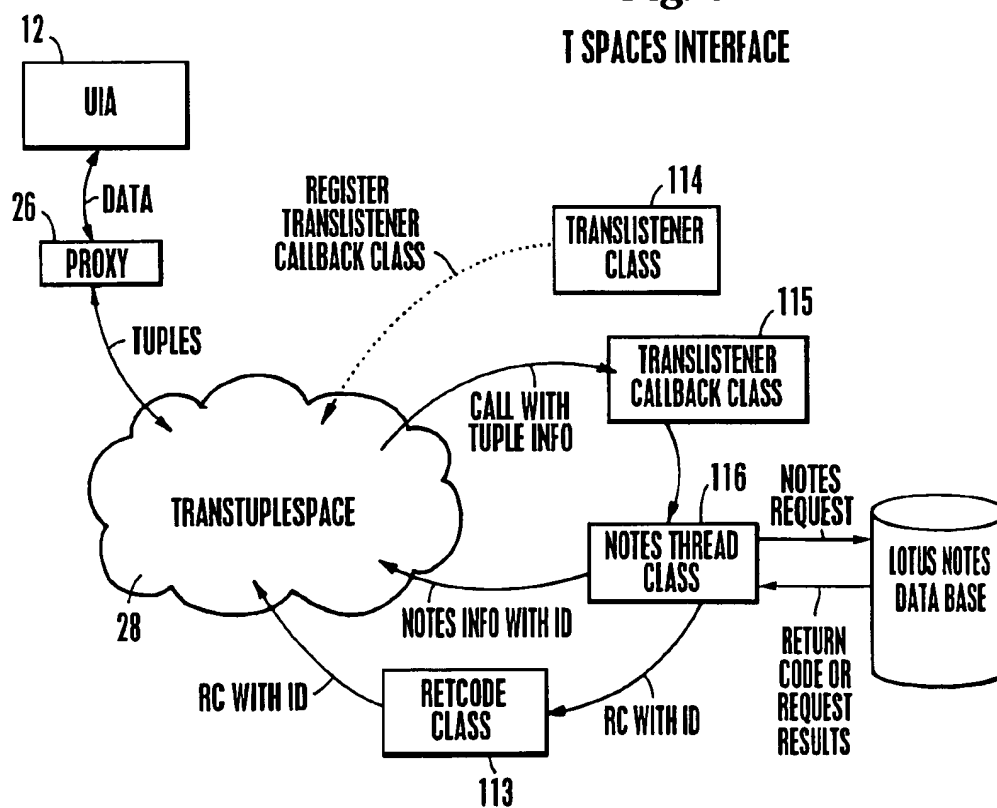 T SPACES INTERFACE
12
UIA
DATA
26
PROXY
TUPLES
REGISTER
TRANSLISTENER
CALLBACK CLASS
114
TRANSLISTENER
CLASS
115
TRANSLISTENER
CALLBACK CLASS
CALL WITH
TUPLE INFO
TRANSTUPLESPACE
28
116
NOTES THREAD
CLASS
NOTES
REQUEST
LOTUS NOTES
DATA BASE
NOTES INFO WITH ID
RETURN
CODE OR
REQUEST
RESULTS
RC WITH ID
RETCODE
CLASS
RC WITH ID
113